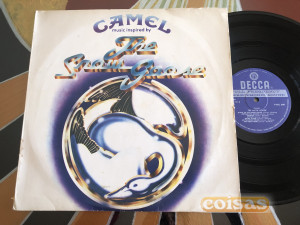 CAMEL
music inspired by
The
Snow Goose
DECCA
coisas